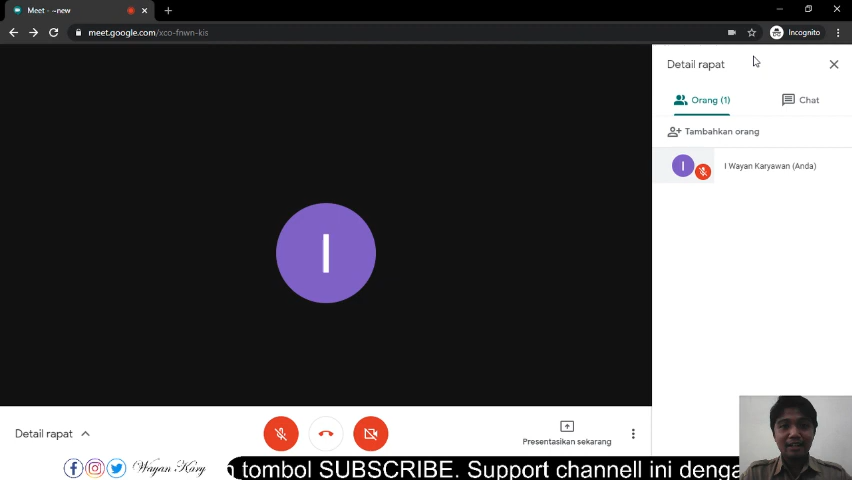 Meet - ~new
meet.google.com/xco-fnwn-kis
Incognito
Detail rapat
Orang (1)
Chat
Tambahkan orang
I
I Wayan Karyawan (Anda)
I
Detail rapat
Presentasikan sekarang
Wayan Kary
n tombol SUBSCRIBE. Support channell ini denga